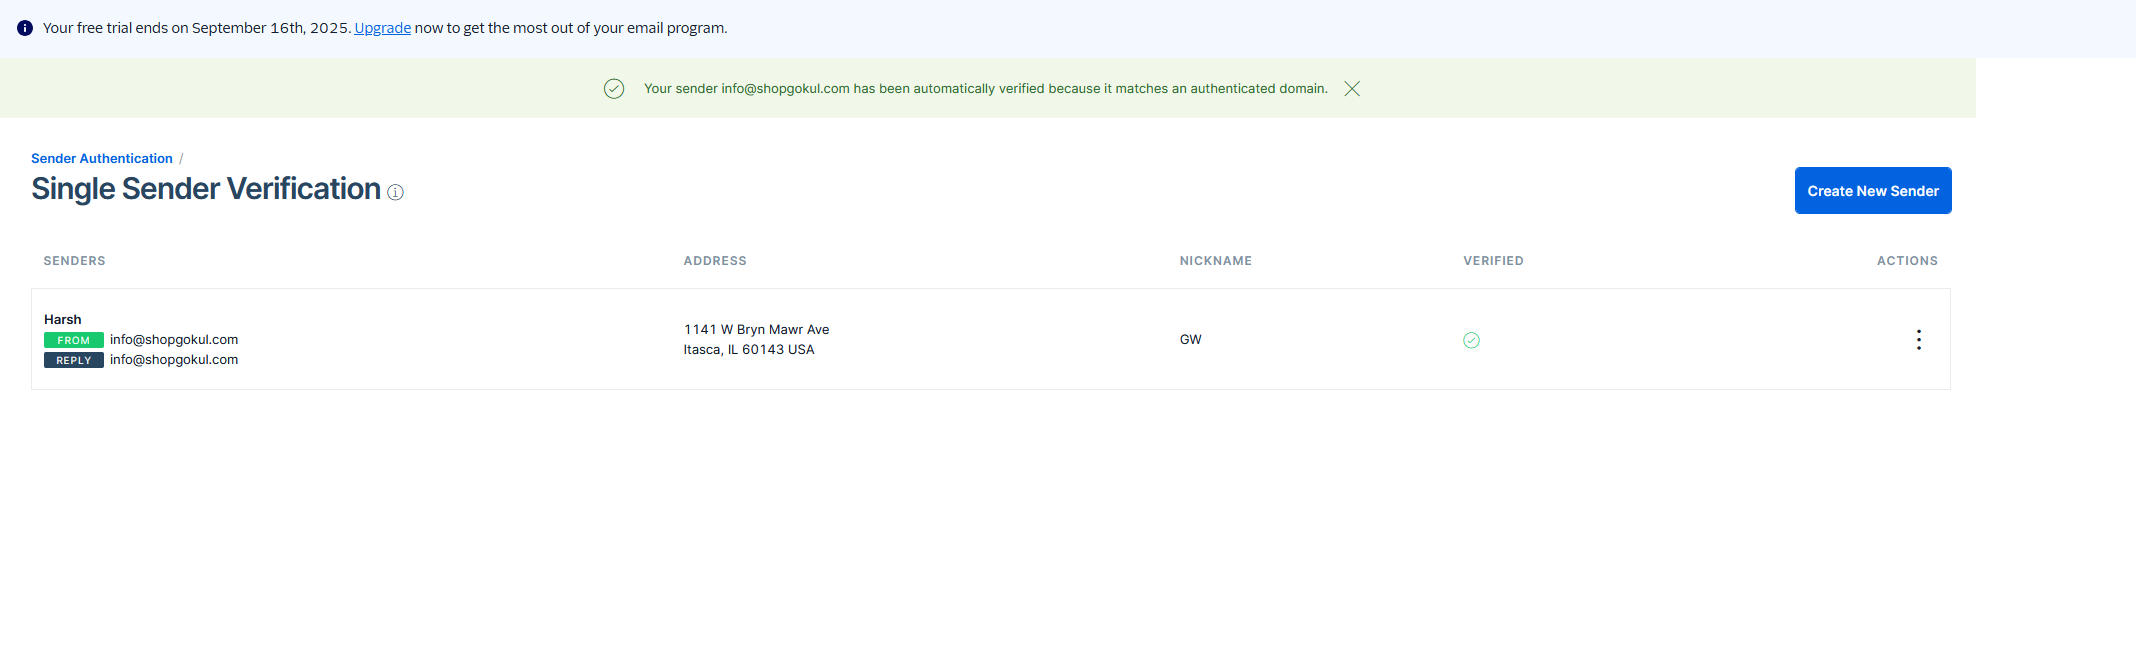 Your free trial ends on September 16th, 2025. Upgrade now to get the most out of your email program.
Your sender info@shopgokul.com has been automatically verified because it matches an authenticated domain.
Sender Authentication /
Single Sender Verification
Create New Sender
SENDERS ADDRESS NICKNAME VERIFIED ACTIONS
Harsh
FROM info@shopgokul.com
REPLY info@shopgokul.com
1141 W Bryn Mawr Ave
Itasca, IL 60143 USA
GW